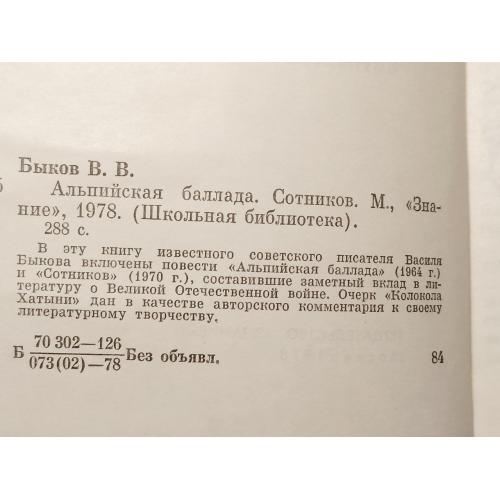 Быков В. В.
б Альпийская баллада. Сотников. М., «Зна-
ние», 1978. (Школьная библиотека).
288 с.
В эту книгу известного советского писателя Василя
Быкова включены повести «Альпийская баллада» (1964 г.)
и «Сотников» (1970 г.), составившие заметный вклад в ли-
тературу о Великой Отечественной войне. Очерк «Колокола
Хатыни» дан в качестве авторского комментария к своему
литературному творчеству.
70 302—126
Б Без объявл. 84
073(02)—78